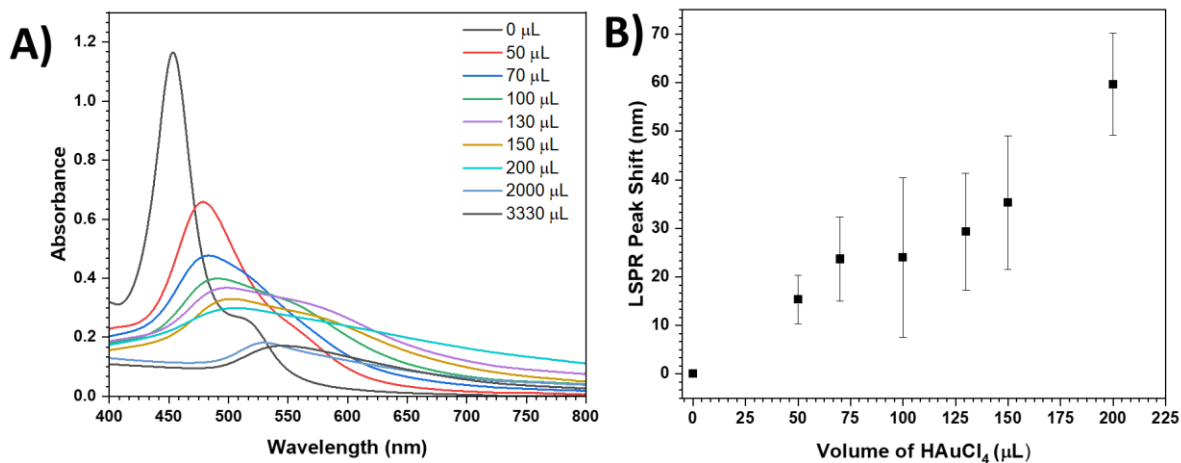 A)
1.2
1.0
0.8
0.6
0.4
0.2
0.0
Absorbance
400 450 500 550 600 650 700 750 800
Wavelength (nm)
0 μL
50 μL
70 μL
100 μL
130 μL
150 μL
200 μL
2000 μL
3330 μL
B)
70
60
50
40
30
20
10
0
LSPR Peak Shift (nm)
0 25 50 75 100 125 150 175 200 225
Volume of HAuCl₄ (μL)